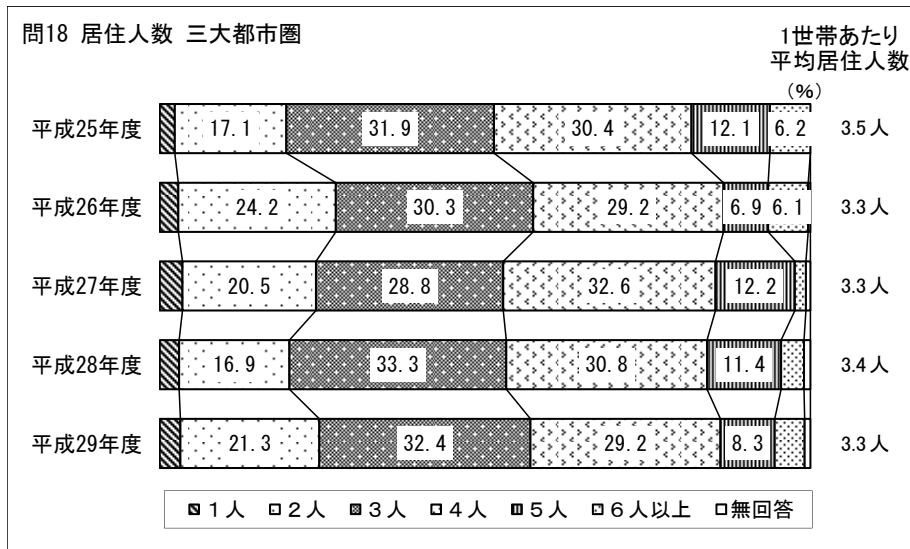 問18 居住人数 三大都市圏
1世帯あたり
平均居住人数
(%)
平成25年度 17.1 31.9 30.4 12.1 6.2 3.5人
平成26年度 24.2 30.3 29.2 6.9 6.1 3.3人
平成27年度 20.5 28.8 32.6 12.2 3.3人
平成28年度 16.9 33.3 30.8 11.4 3.4人
平成29年度 21.3 32.4 29.2 8.3 3.3人
1人 2人 3人 4人 5人 6人以上 無回答